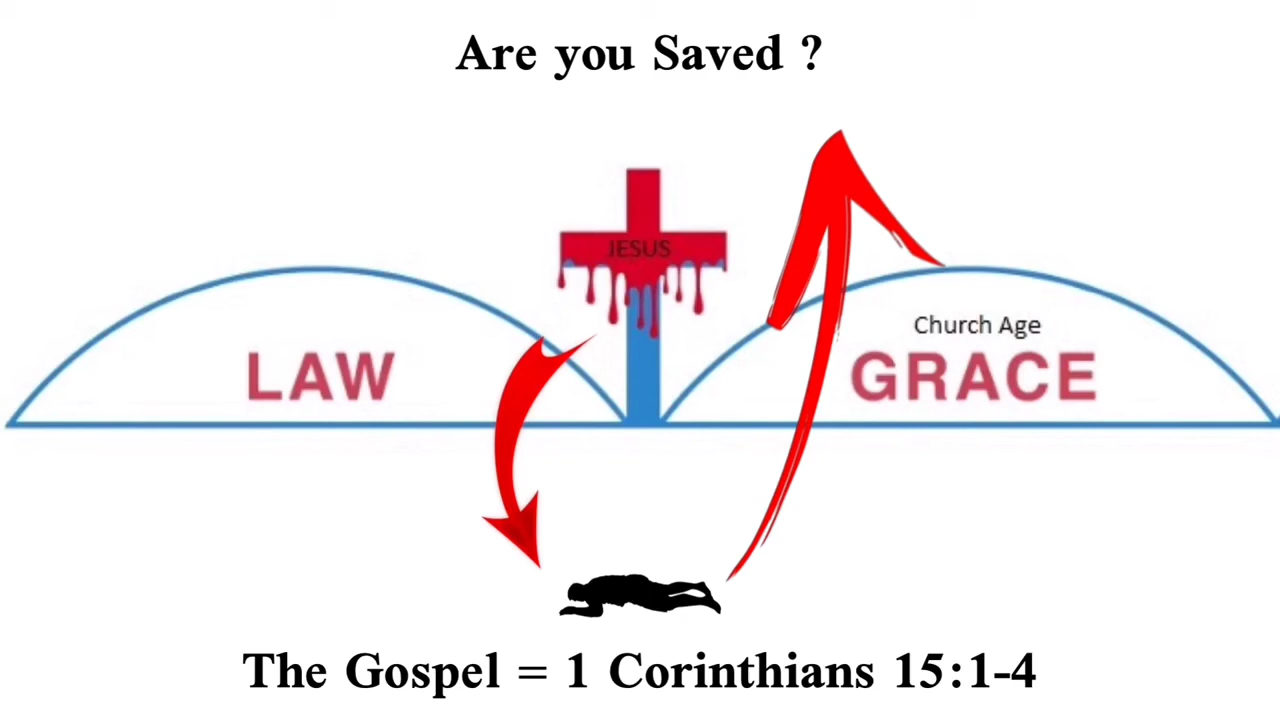 Are you Saved ?
JESUS
Church Age
LAW
GRACE
The Gospel = 1 Corinthians 15:1-4